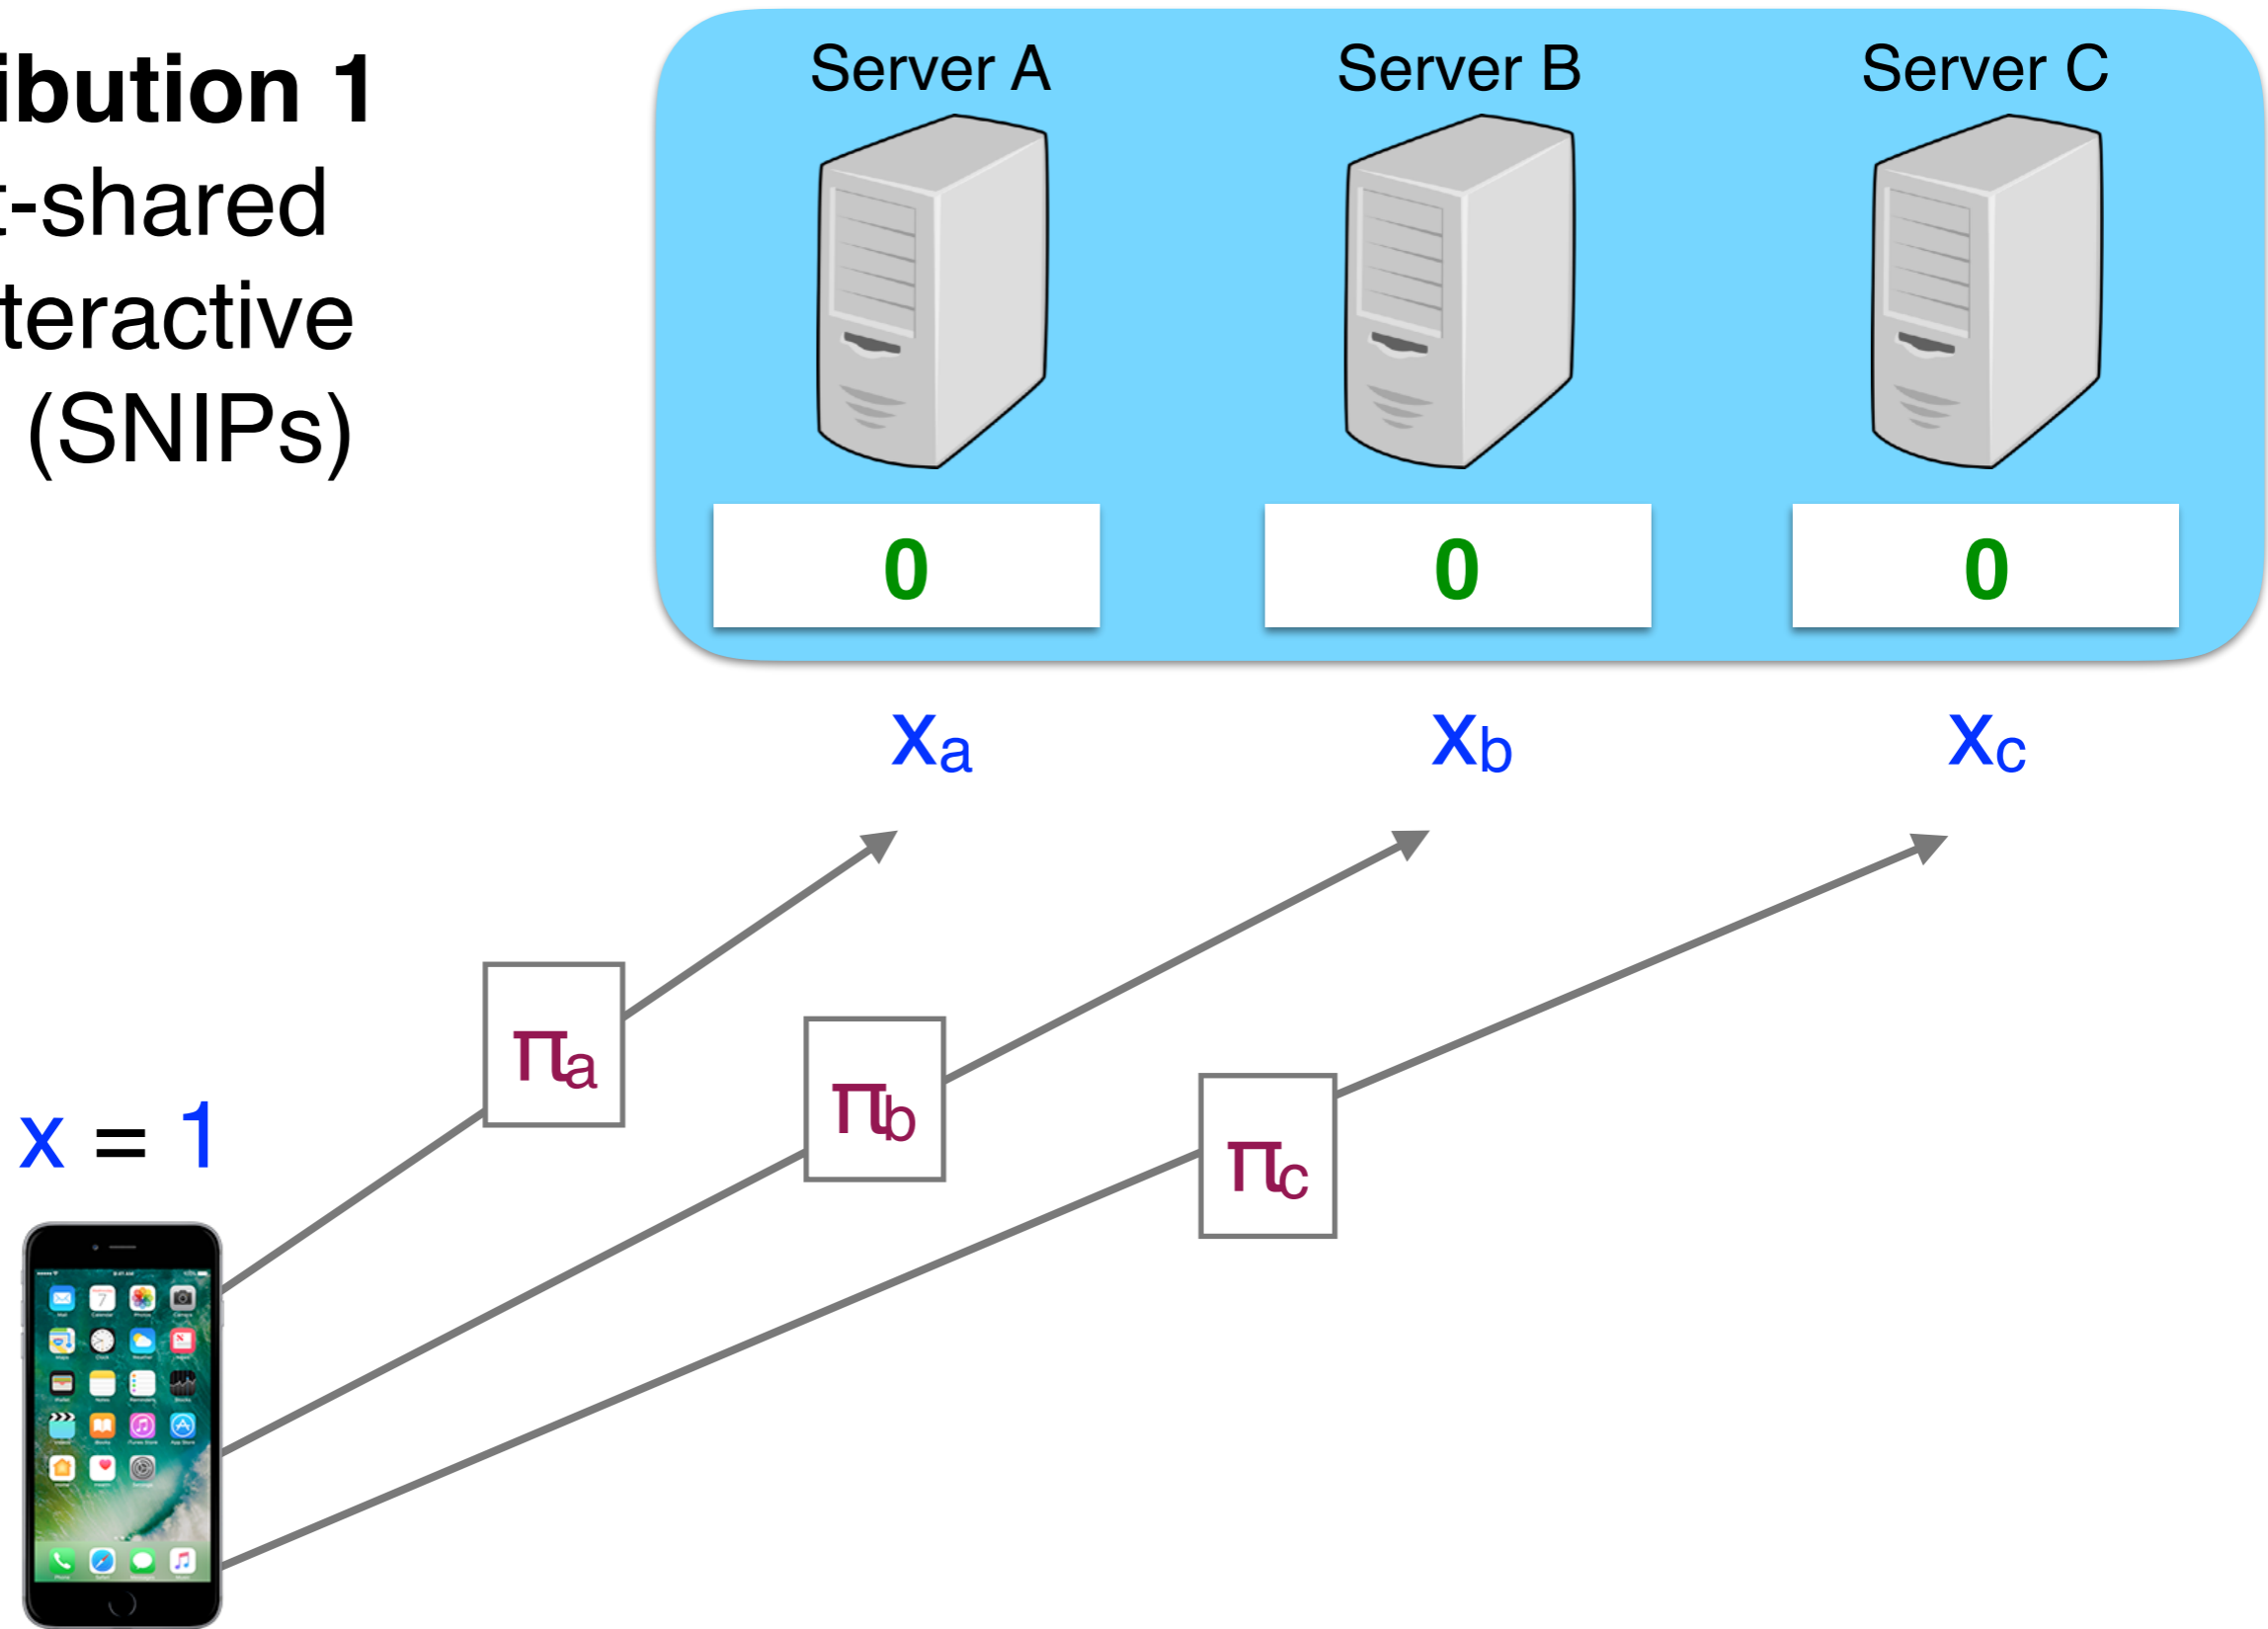 ibution 1
t-shared
teractive
(SNIPs)
Server A
Server B
Server C
0
0
0
xa
xb
xc
πa
πb
πc
x = 1